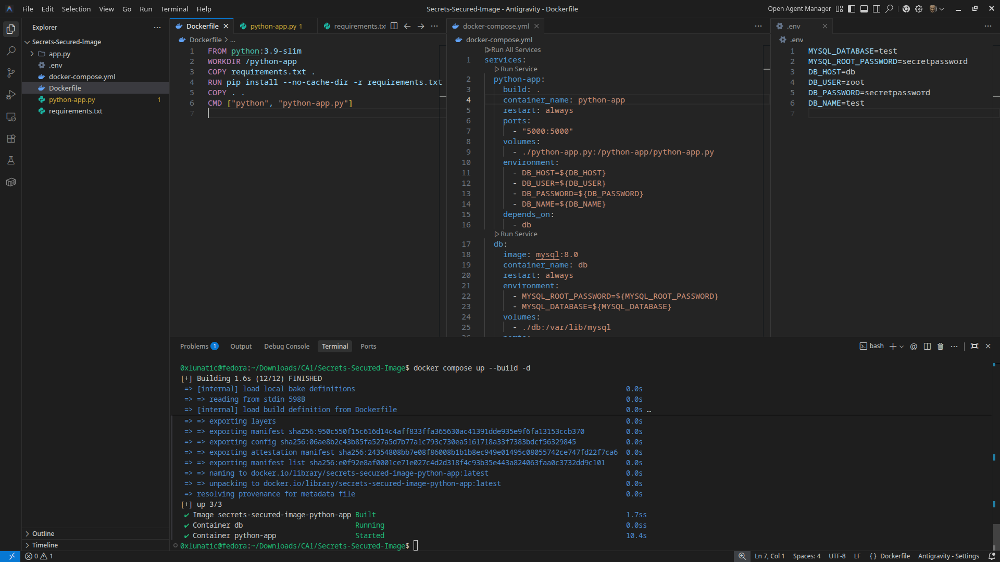 File Edit Selection View Go Run Terminal Help
Secrets-Secured-Image - Antigravity - Dockerfile
Open Agent Manager
Explorer
Secrets-Secured-Image
app.py
.env
docker-compose.yml
Dockerfile
python-app.py 1
requirements.txt
Outline
Timeline
Dockerfile python-app.py 1 requirements.tx
Dockerfile > ...
1 FROM python:3.9-slim
2 WORKDIR /python-app
3 COPY requirements.txt .
4 RUN pip install --no-cache-dir -r requirements.txt
5 COPY . .
6 CMD ["python", "python-app.py"]
7
docker-compose.yml
docker-compose.yml
Run All Services
1 services:
Run Service
2 python-app:
3 build: .
4 container_name: python-app
5 restart: always
6 ports:
7 - "5000:5000"
8 volumes:
9 - ./python-app.py:/python-app/python-app.py
10 environment:
11 - DB_HOST=${DB_HOST}
12 - DB_USER=${DB_USER}
13 - DB_PASSWORD=${DB_PASSWORD}
14 - DB_NAME=${DB_NAME}
15 depends_on:
16 - db
Run Service
17 db:
18 image: mysql:8.0
19 container_name: db
20 restart: always
21 environment:
22 - MYSQL_ROOT_PASSWORD=${MYSQL_ROOT_PASSWORD}
23 - MYSQL_DATABASE=${MYSQL_DATABASE}
24 volumes:
25 - ./db:/var/lib/mysql
.env
.env
1 MYSQL_DATABASE=test
2 MYSQL_ROOT_PASSWORD=secretpassword
3 DB_HOST=db
4 DB_USER=root
5 DB_PASSWORD=secretpassword
6 DB_NAME=test
7
Problems 1 Output Debug Console Terminal Ports
bash
0xlunatic@fedora:~/Downloads/CA1/Secrets-Secured-Image$ docker compose up --build -d
[+] Building 1.6s (12/12) FINISHED
=> [internal] load local bake definitions 0.0s
=> => reading from stdin 598B 0.0s
=> [internal] load build definition from Dockerfile 0.0s …
=> => exporting layers 0.0s
=> => exporting manifest sha256:950c550f15c616d14c4aff833ffa365630ac41391dde935e9f6fa13153ccb370 0.0s
=> => exporting config sha256:06ae8b2c43b85fa527a5d7b77a1c793c730ea5161718a33f7383bdcf56329845 0.0s
=> => exporting attestation manifest sha256:24354808bb7e08f86008b1b1b8ec949e01495c08055742ce747fd22f7ca6 0.0s
=> => exporting manifest list sha256:e0f92e8af0001ce71e027c4d2d318f4c93b35e443a824063faa0c3732dd9c101 0.0s
=> => naming to docker.io/library/secrets-secured-image-python-app:latest 0.0s
=> => unpacking to docker.io/library/secrets-secured-image-python-app:latest 0.0s
=> resolving provenance for metadata file 0.0s
[+] up 3/3
✔ Image secrets-secured-image-python-app Built 1.7ss
✔ Container db Running 0.0ss
✔ Container python-app Started 10.4s
0xlunatic@fedora:~/Downloads/CA1/Secrets-Secured-Image$
0 1
Ln 7, Col 1 Spaces: 4 UTF-8 LF {} Dockerfile Antigravity - Settings